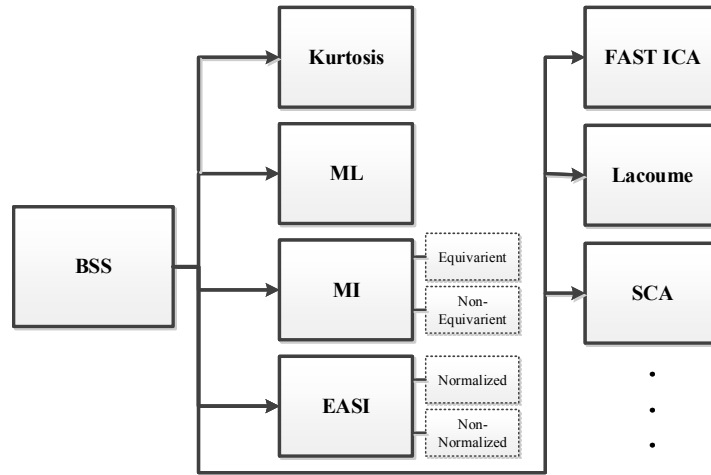 BSS
Kurtosis
ML
MI
Equivarient
Non-
Equivarient
EASI
Normalized
Non-
Normalized
FAST ICA
Lacoume
SCA